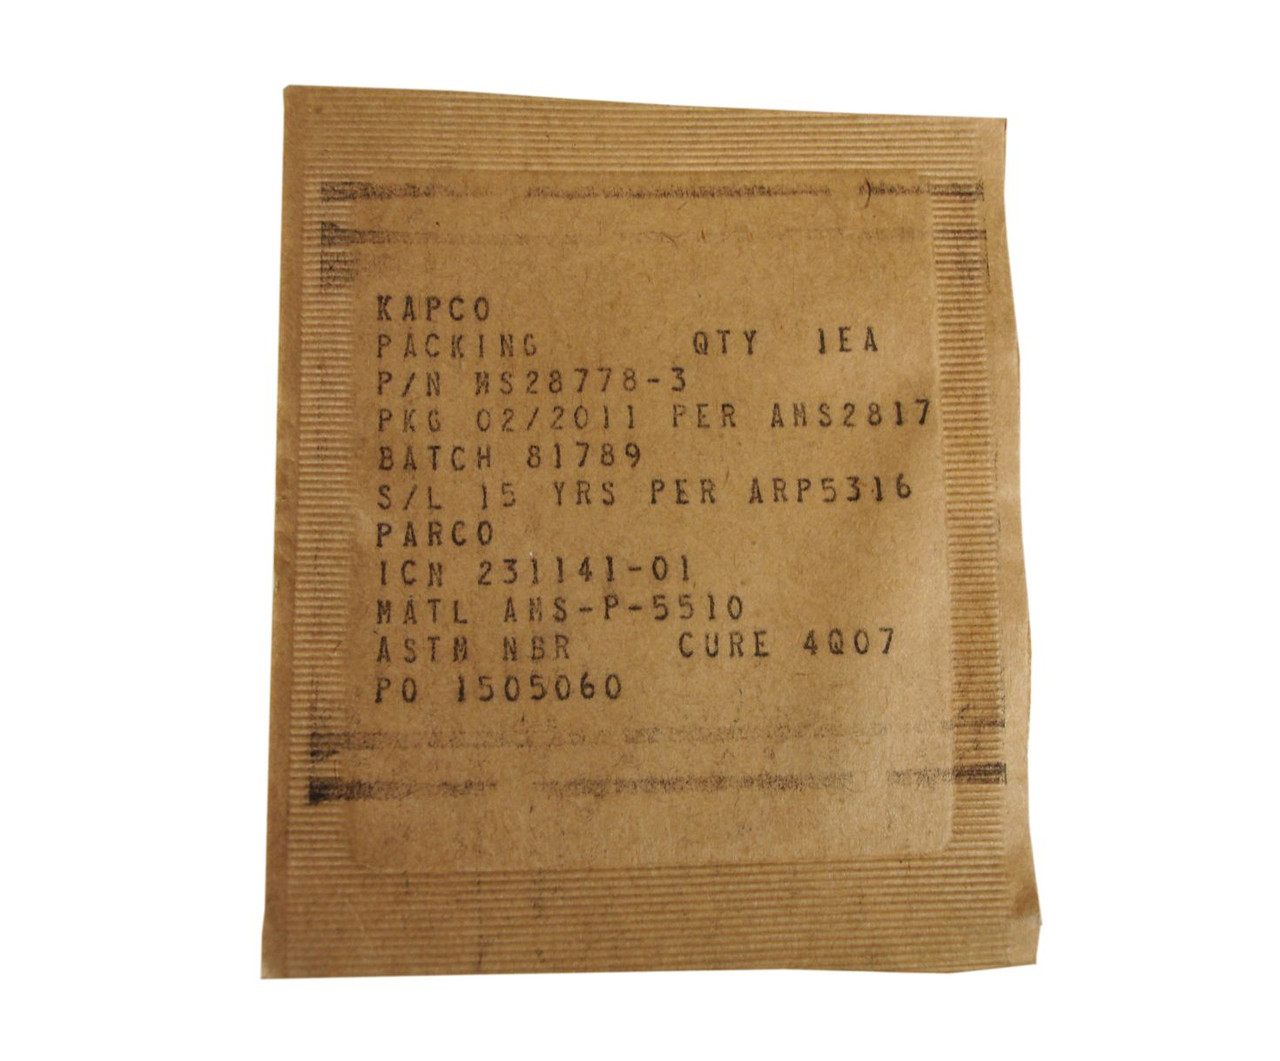 KAPCO
PACKING QTY 1EA
P/N MS28778-3
PKG 02/2011 PER AMS2817
BATCH 81789
S/L 15 YRS PER ARP5316
PARCO
ICN 231141-01
MATL AMS-P-5510
ASTM NBR CURE 4Q07
PO 1505060